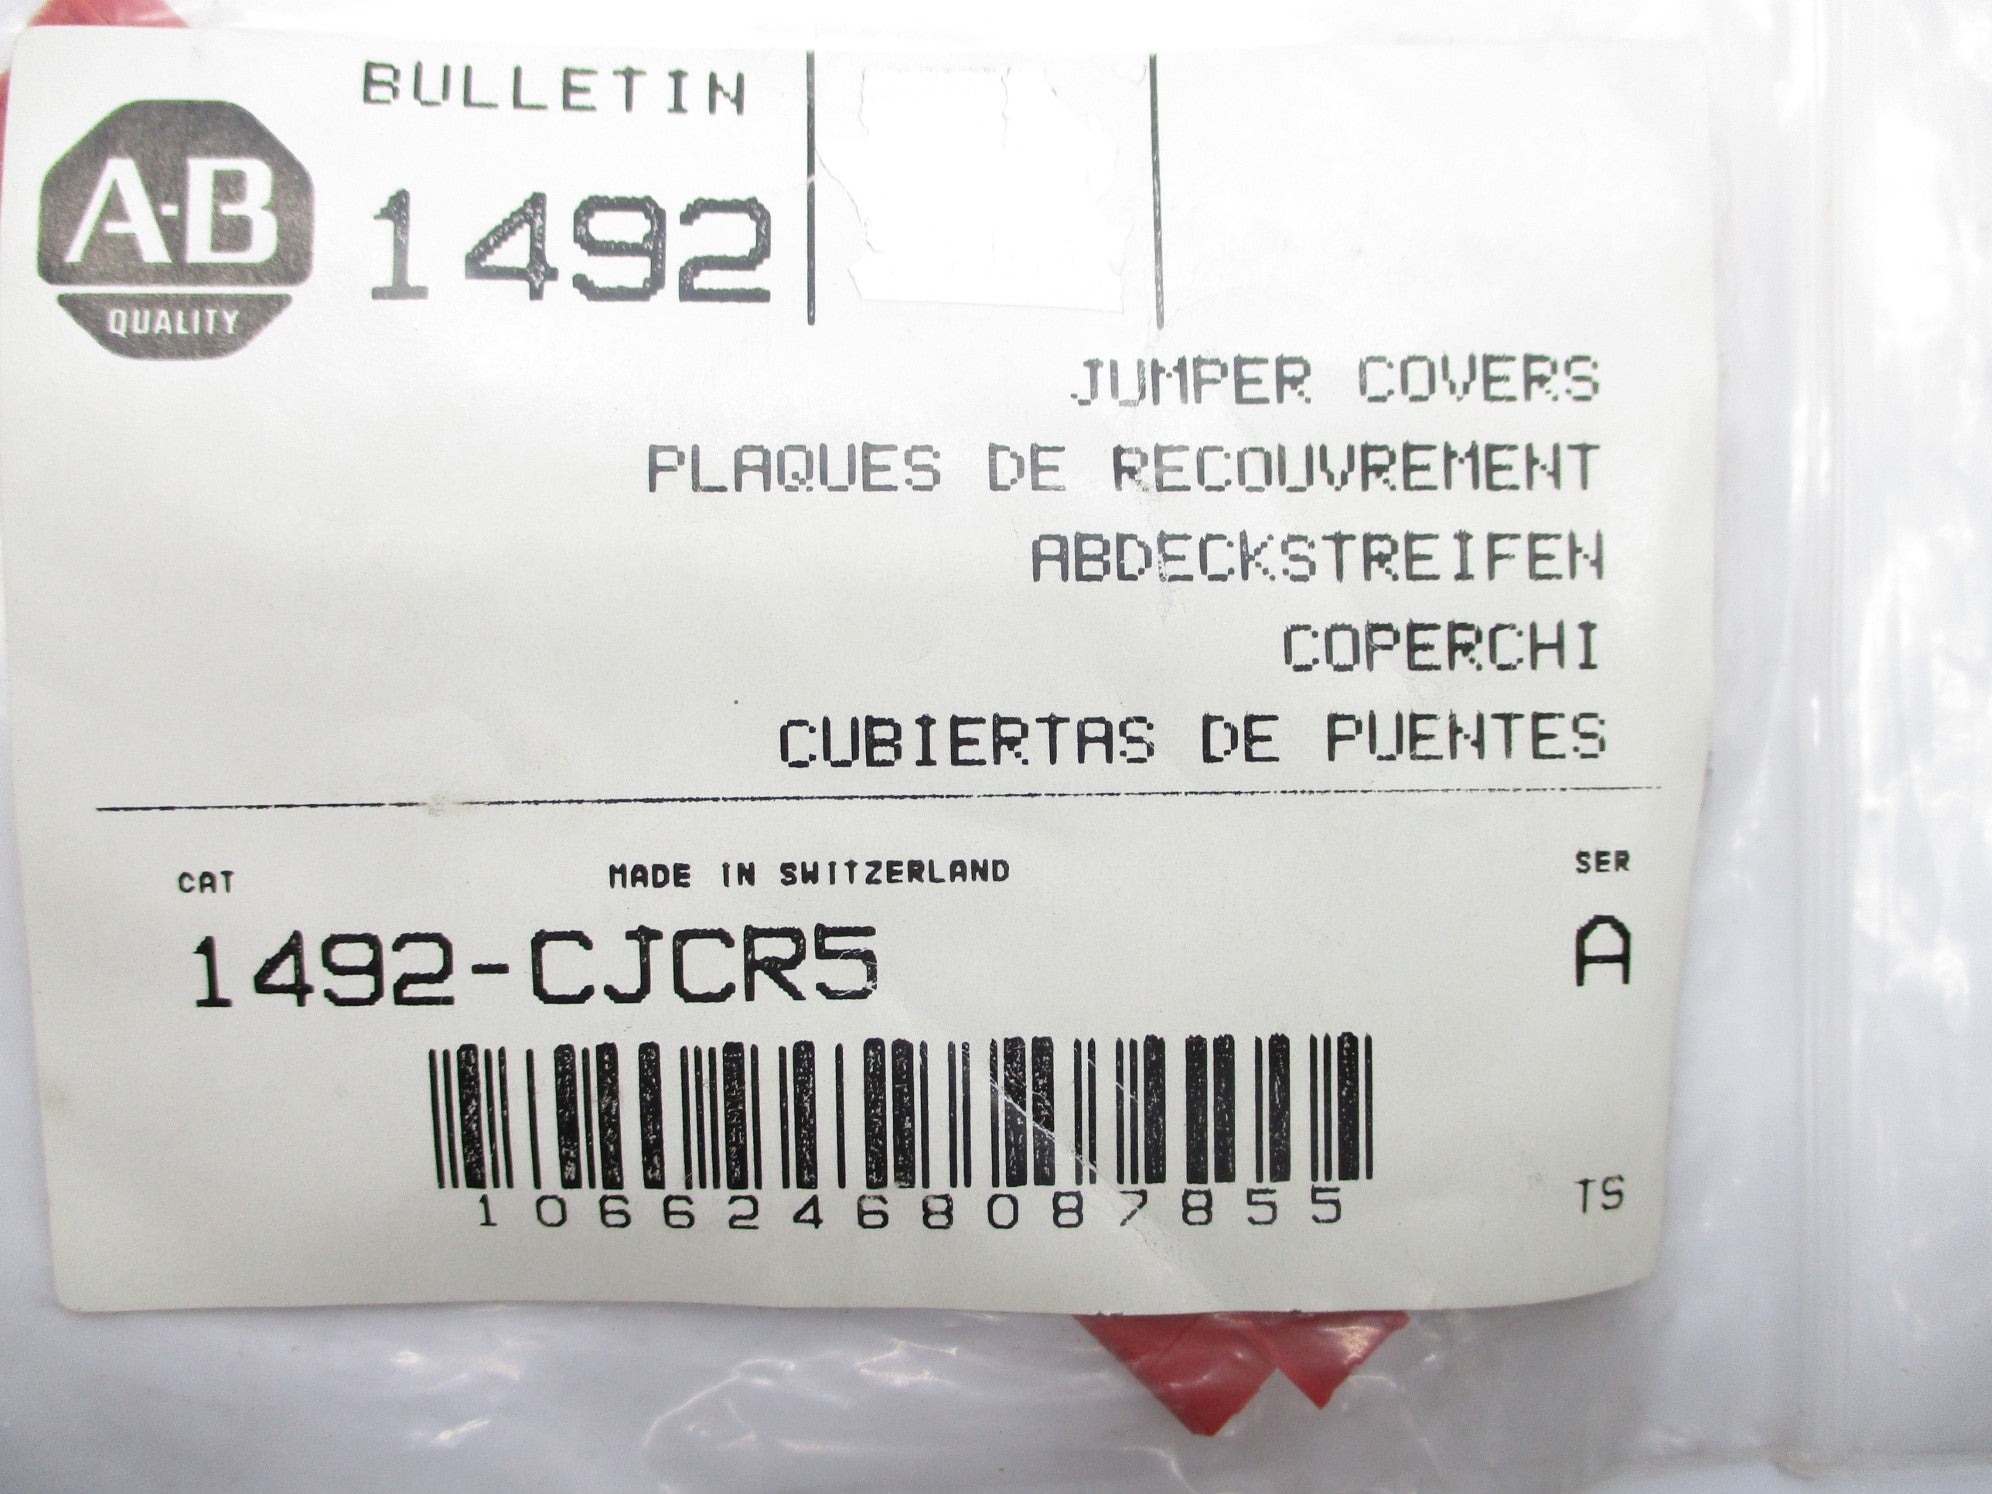 BULLETIN
A-B
QUALITY
1492
JUMPER COVERS
PLAQUES DE RECOUVREMENT
ABDECKSTREIFEN
COPERCHI
CUBIERTAS DE PUENTES
CAT
MADE IN SWITZERLAND
SER
1492-CJCR5
A
10662468087855
TS